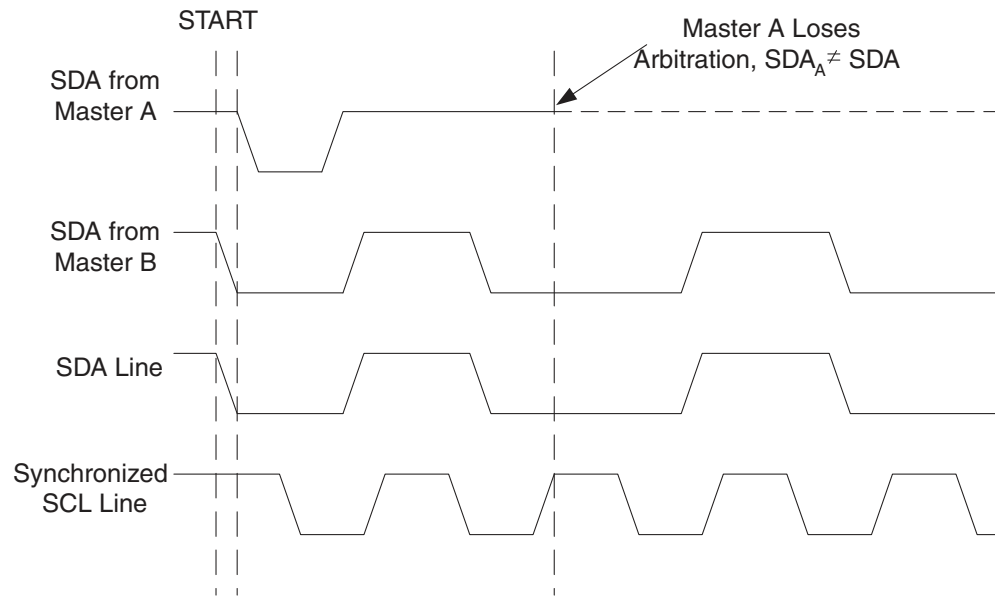 START
Master A Loses
Arbitration, SDA_A ≠ SDA
SDA from
Master A
SDA from
Master B
SDA Line
Synchronized
SCL Line